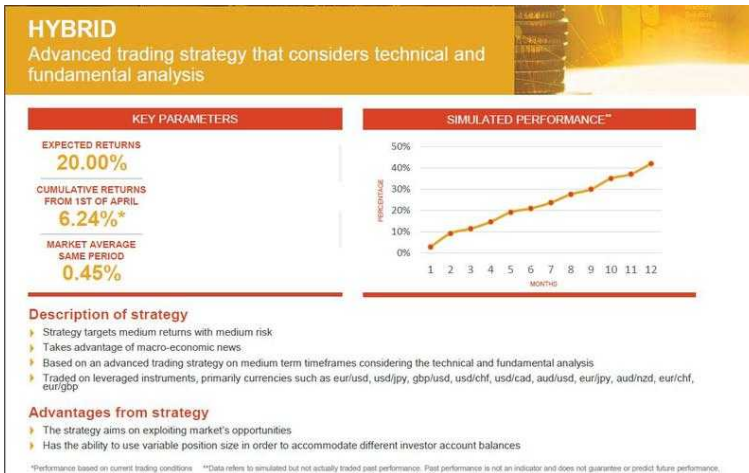 HYBRID
Advanced trading strategy that considers technical and
fundamental analysis
KEY PARAMETERS
EXPECTED RETURNS
20.00%
CUMULATIVE RETURNS
FROM 1ST OF APRIL
6.24%*
MARKET AVERAGE
SAME PERIOD
0.45%
SIMULATED PERFORMANCE**
50%
40%
30%
20%
10%
0%
PERCENTAGE
1 2 3 4 5 6 7 8 9 10 11 12
MONTHS
Description of strategy
Strategy targets medium returns with medium risk
Takes advantage of macro-economic news
Based on an advanced trading strategy on medium term timeframes considering the technical and fundamental analysis
Traded on leveraged instruments, primarily currencies such as eur/usd, usd/jpy, gbp/usd, usd/chf, usd/cad, aud/usd, eur/jpy, aud/nzd, eur/chf,
eur/gbp
Advantages from strategy
The strategy aims on exploiting market's opportunities
Has the ability to use variable position size in order to accommodate different investor account balances
*Performance based on current trading conditions **Data refers to simulated but not actually traded past performance. Past performance is not an indicator and does not guarantee or predict future performance.